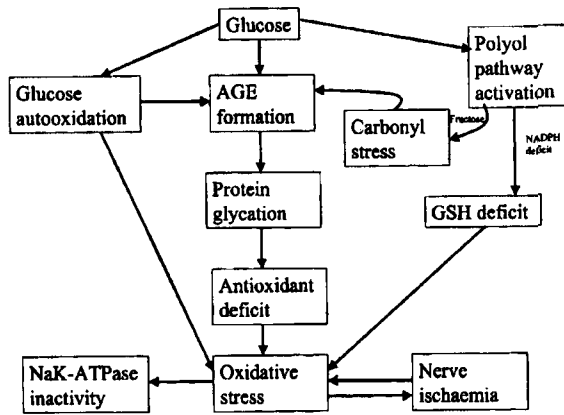 Glucose
Polyol
pathway
activation
Glucose
autooxidation
AGE
formation
Carbonyl
stress
Fructose
NADPH
deficit
Protein
glycation
GSH deficit
Antioxidant
deficit
NaK-ATPase
inactivity
Oxidative
stress
Nerve
ischaemia